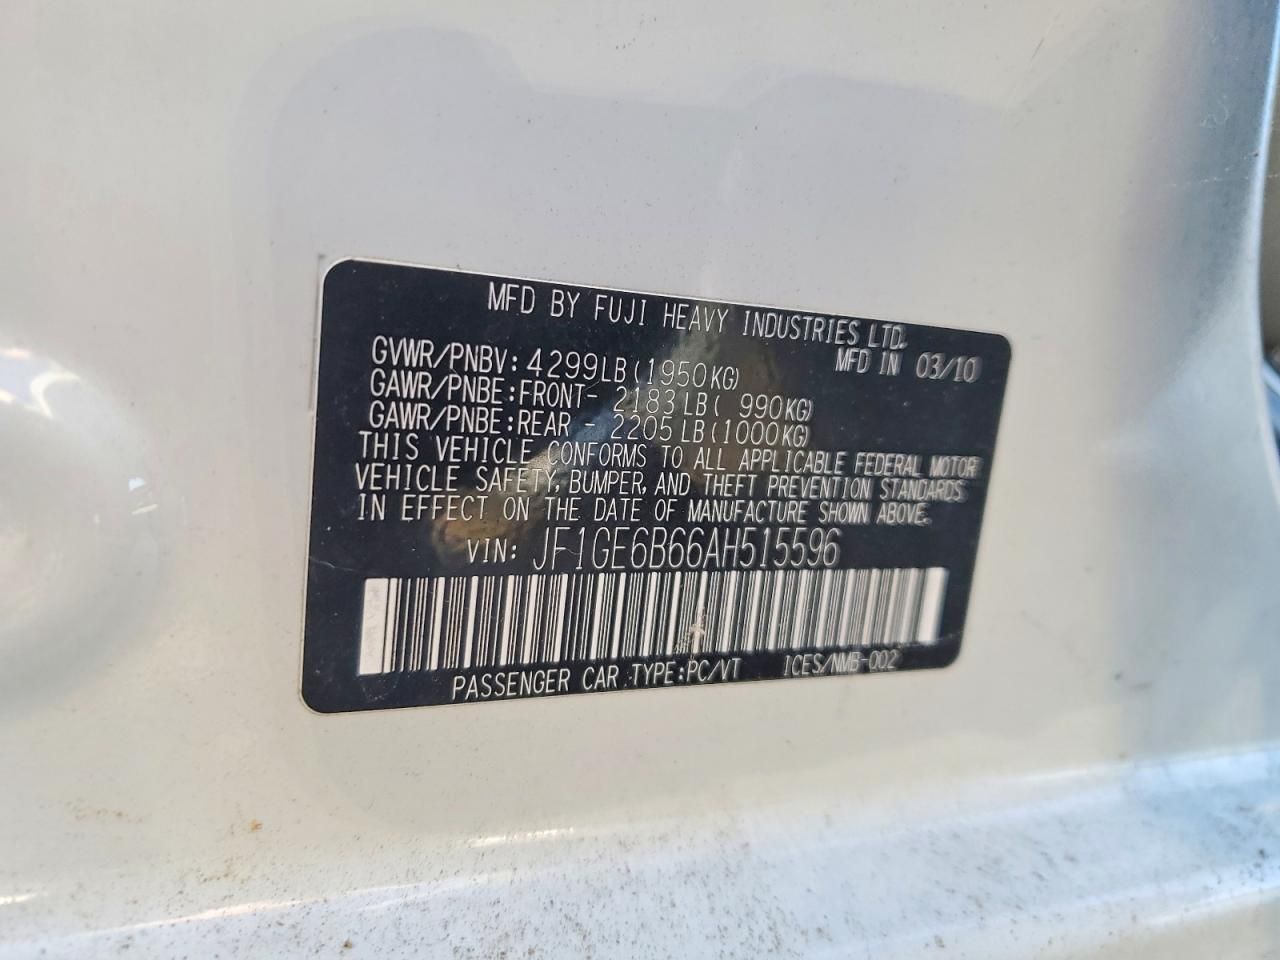 MFD BY FUJI HEAVY INDUSTRIES LTD.
MFD IN 03/10
GVWR/PNBV: 4299LB(1950KG)
GAWR/PNBE:FRONT- 2183LB( 990KG)
GAWR/PNBE:REAR - 2205LB(1000KG)
THIS VEHICLE CONFORMS TO ALL APPLICABLE FEDERAL MOTOR
VEHICLE SAFETY, BUMPER, AND THEFT PREVENTION STANDARDS
IN EFFECT ON THE DATE OF MANUFACTURE SHOWN ABOVE.
VIN: JF1GE6B66AH515596
PASSENGER CAR TYPE:PC/VT ICES/NMB-002